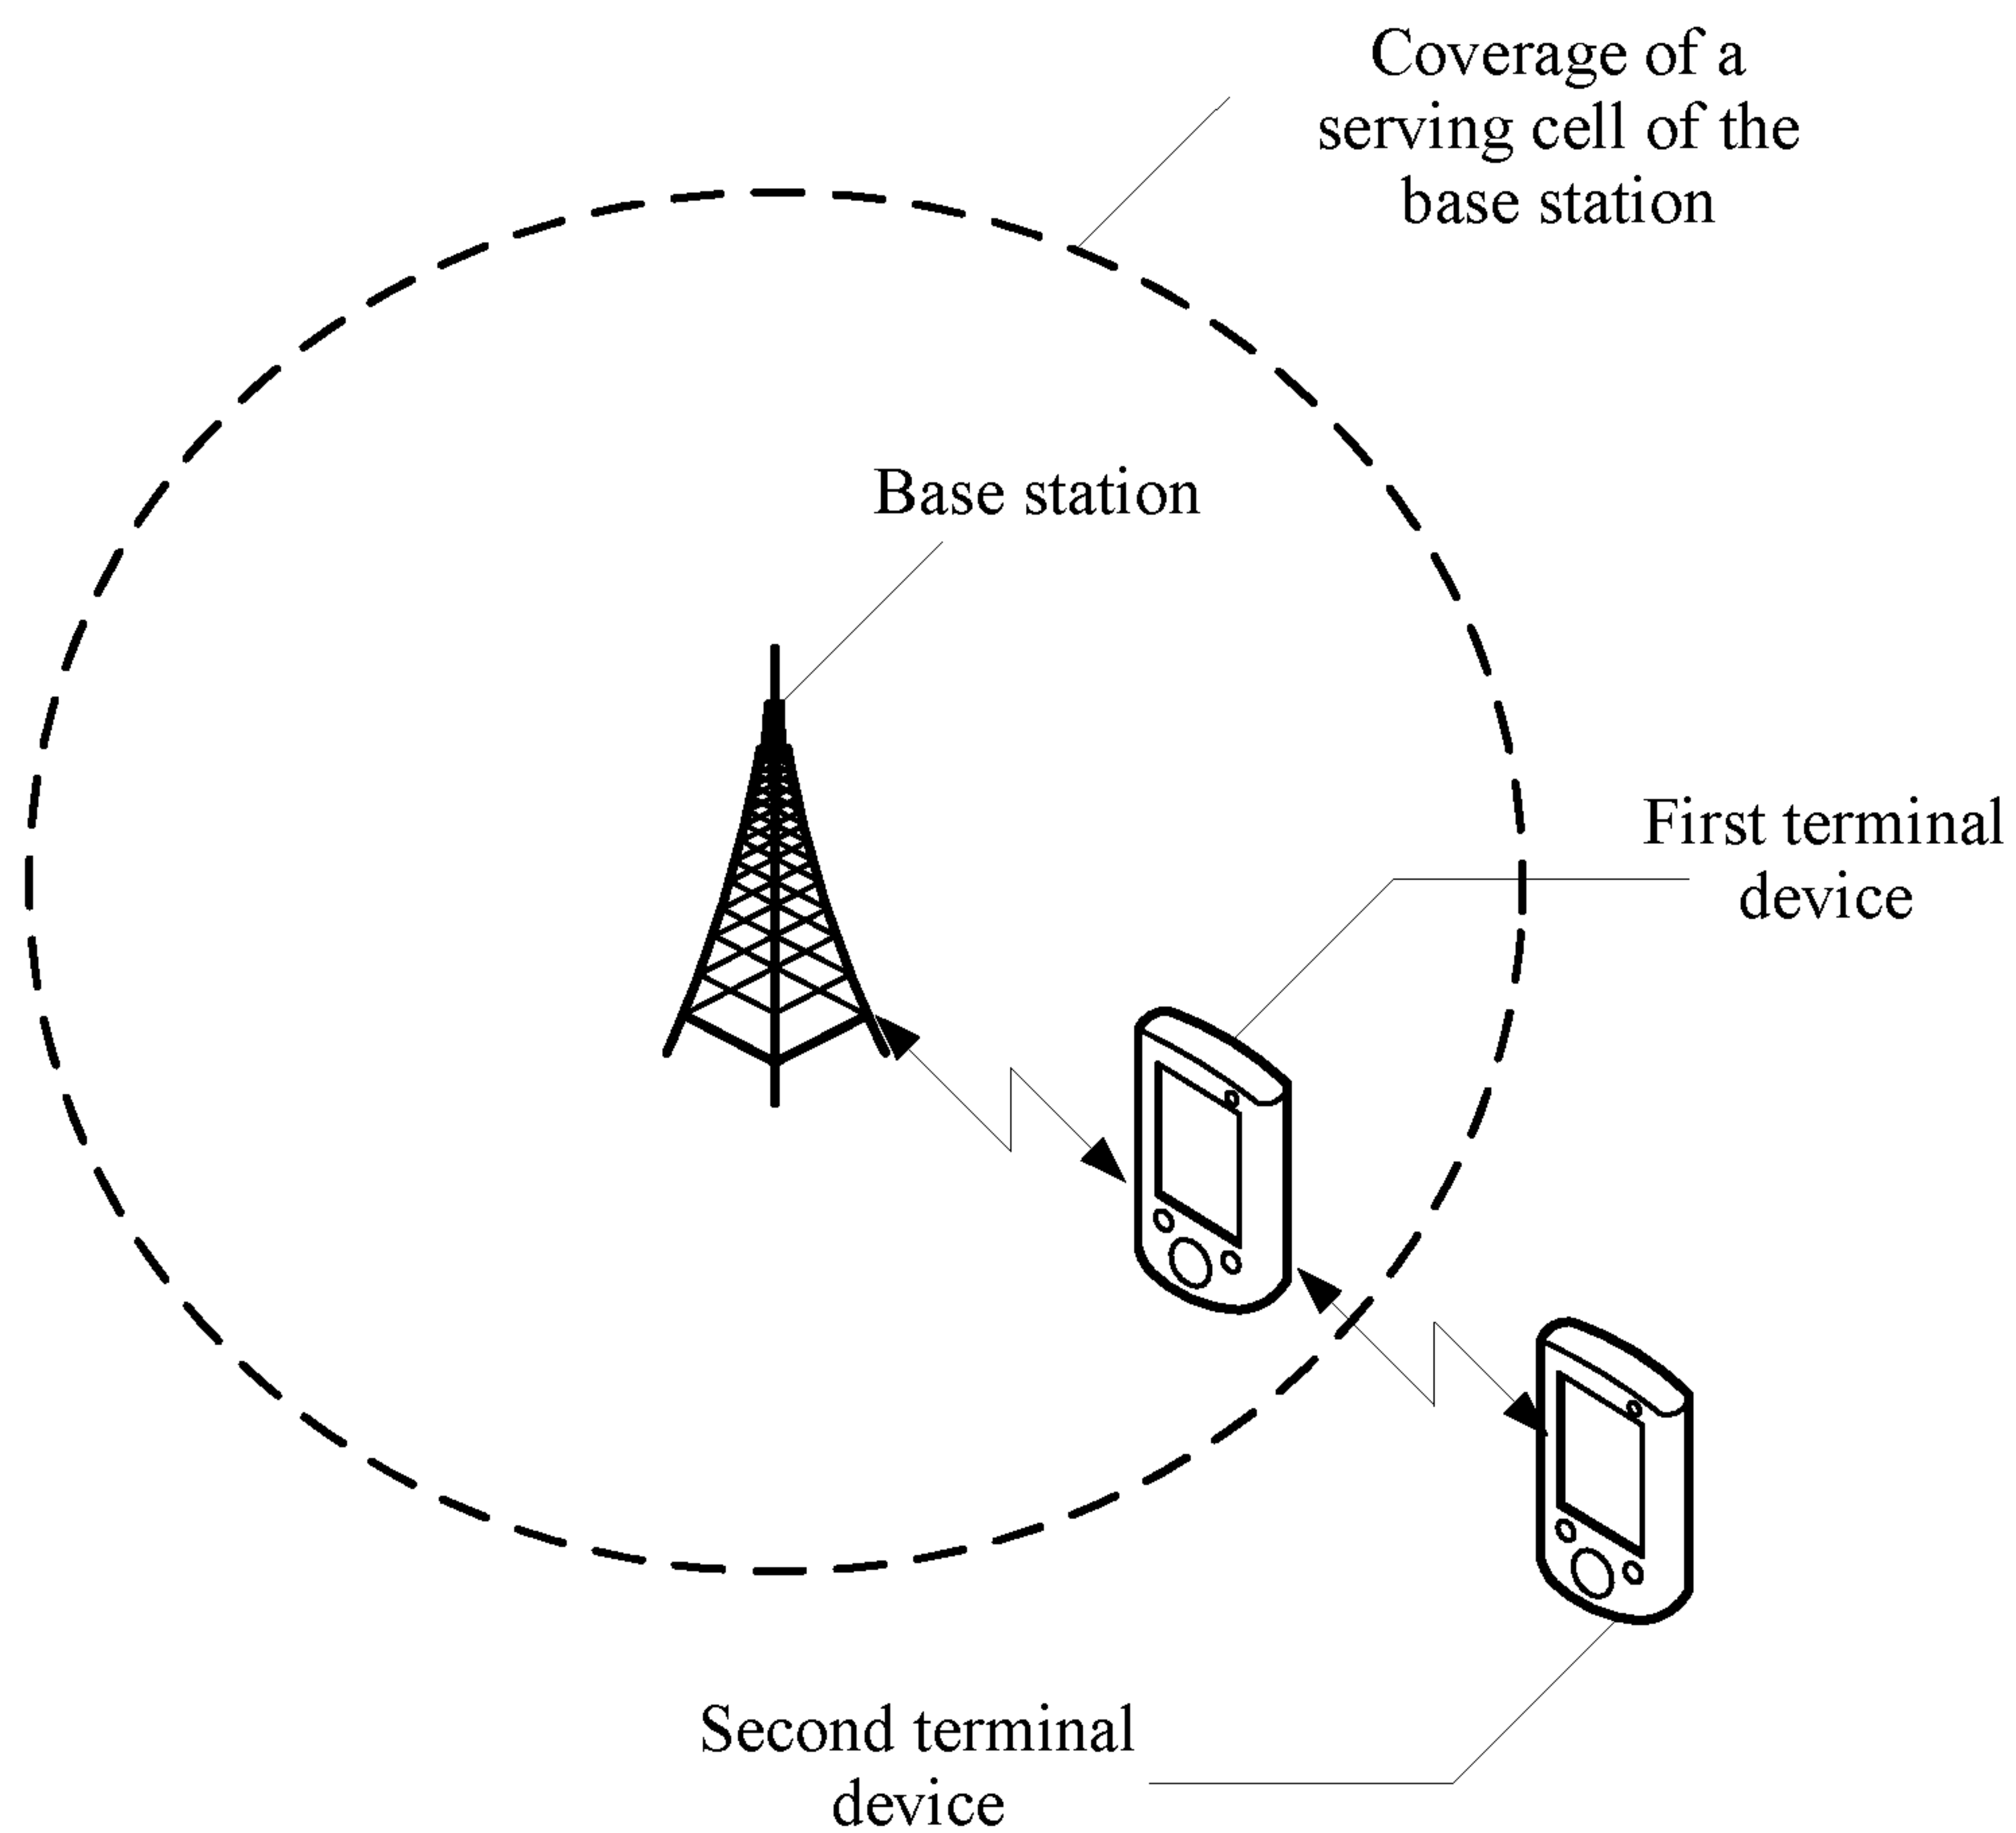 Coverage of a
serving cell of the
base station
Base station
First terminal
device
Second terminal
device